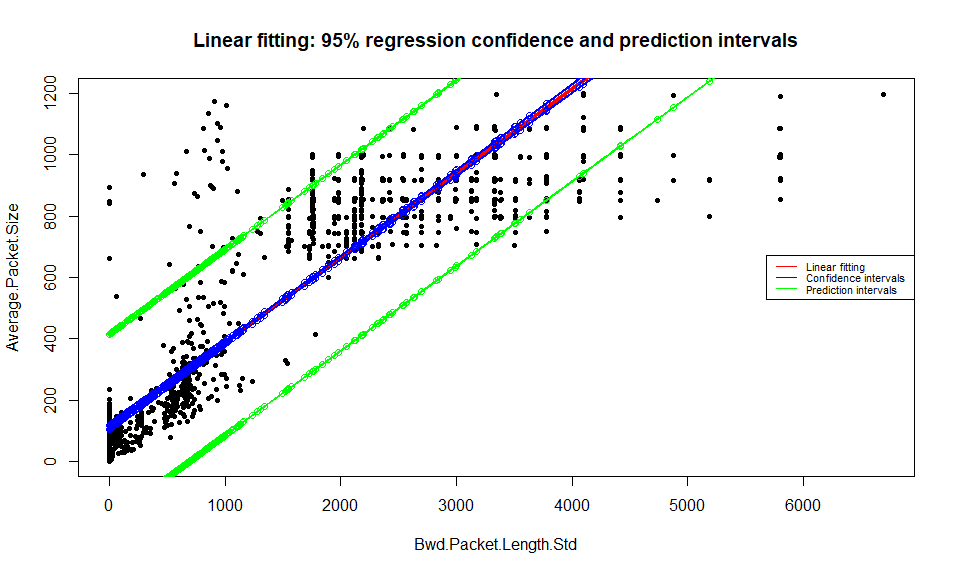 Linear fitting: 95% regression confidence and prediction intervals
1200
1000
800
600
400
200
0
Average.Packet.Size
Linear fitting
Confidence intervals
Prediction intervals
0 1000 2000 3000 4000 5000 6000
Bwd.Packet.Length.Std